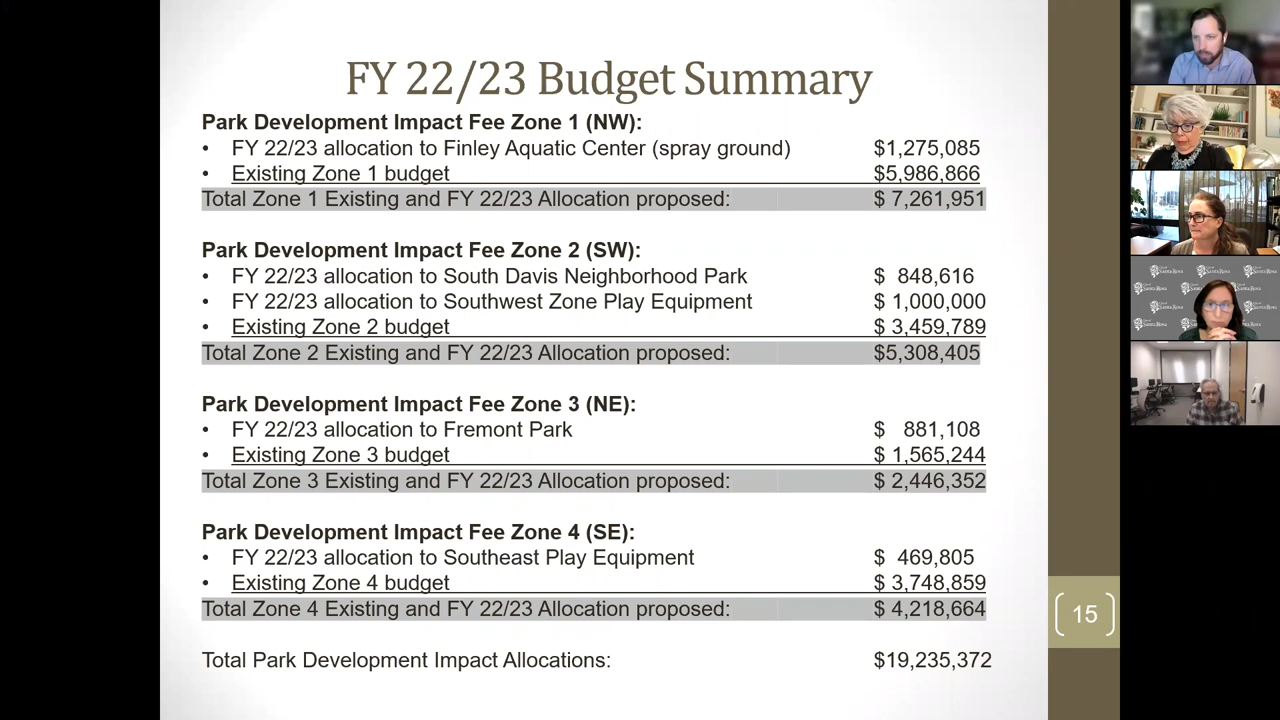 FY 22/23 Budget Summary
Park Development Impact Fee Zone 1 (NW):
• FY 22/23 allocation to Finley Aquatic Center (spray ground) $1,275,085
• Existing Zone 1 budget $5,986,866
Total Zone 1 Existing and FY 22/23 Allocation proposed: $ 7,261,951
Park Development Impact Fee Zone 2 (SW):
• FY 22/23 allocation to South Davis Neighborhood Park $ 848,616
• FY 22/23 allocation to Southwest Zone Play Equipment $ 1,000,000
• Existing Zone 2 budget $ 3,459,789
Total Zone 2 Existing and FY 22/23 Allocation proposed: $5,308,405
Park Development Impact Fee Zone 3 (NE):
• FY 22/23 allocation to Fremont Park $ 881,108
• Existing Zone 3 budget $ 1,565,244
Total Zone 3 Existing and FY 22/23 Allocation proposed: $ 2,446,352
Park Development Impact Fee Zone 4 (SE):
• FY 22/23 allocation to Southeast Play Equipment $ 469,805
• Existing Zone 4 budget $ 3,748,859
Total Zone 4 Existing and FY 22/23 Allocation proposed: $ 4,218,664
Total Park Development Impact Allocations: $19,235,372
15